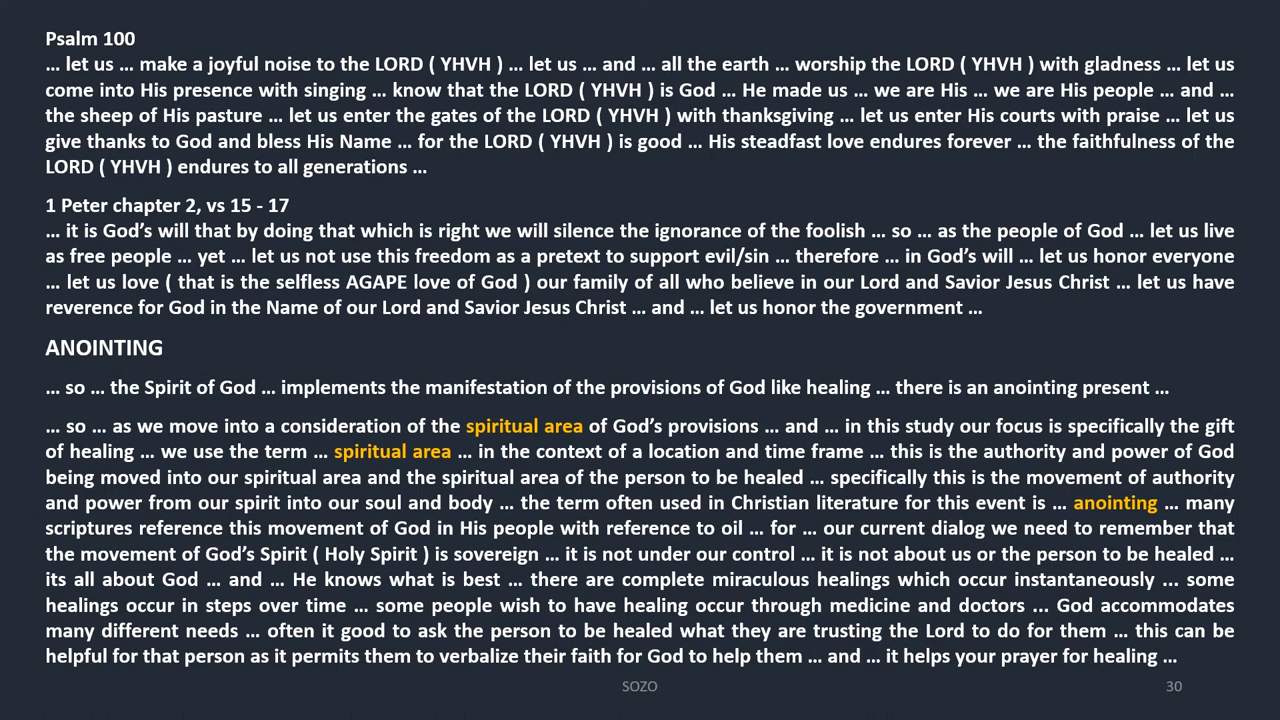 Psalm 100
… let us … make a joyful noise to the LORD ( YHVH ) … let us … and … all the earth … worship the LORD ( YHVH ) with gladness … let us
come into His presence with singing … know that the LORD ( YHVH ) is God … He made us … we are His … we are His people … and …
the sheep of His pasture … let us enter the gates of the LORD ( YHVH ) with thanksgiving … let us enter His courts with praise … let us
give thanks to God and bless His Name … for the LORD ( YHVH ) is good … His steadfast love endures forever … the faithfulness of the
LORD ( YHVH ) endures to all generations …
1 Peter chapter 2, vs 15 - 17
… it is God’s will that by doing that which is right we will silence the ignorance of the foolish … so … as the people of God … let us live
as free people … yet … let us not use this freedom as a pretext to support evil/sin … therefore … in God’s will … let us honor everyone
… let us love ( that is the selfless AGAPE love of God ) our family of all who believe in our Lord and Savior Jesus Christ … let us have
reverence for God in the Name of our Lord and Savior Jesus Christ … and … let us honor the government …
ANOINTING
… so … the Spirit of God … implements the manifestation of the provisions of God like healing … there is an anointing present …
… so … as we move into a consideration of the spiritual area of God’s provisions … and … in this study our focus is specifically the gift
of healing … we use the term … spiritual area … in the context of a location and time frame … this is the authority and power of God
being moved into our spiritual area and the spiritual area of the person to be healed … specifically this is the movement of authority
and power from our spirit into our soul and body … the term often used in Christian literature for this event is … anointing … many
scriptures reference this movement of God in His people with reference to oil … for … our current dialog we need to remember that
the movement of God’s Spirit ( Holy Spirit ) is sovereign … it is not under our control … it is not about us or the person to be healed …
its all about God … and … He knows what is best … there are complete miraculous healings which occur instantaneously ... some
healings occur in steps over time … some people wish to have healing occur through medicine and doctors ... God accommodates
many different needs … often it good to ask the person to be healed what they are trusting the Lord to do for them … this can be
helpful for that person as it permits them to verbalize their faith for God to help them … and … it helps your prayer for healing …
SOZO
30